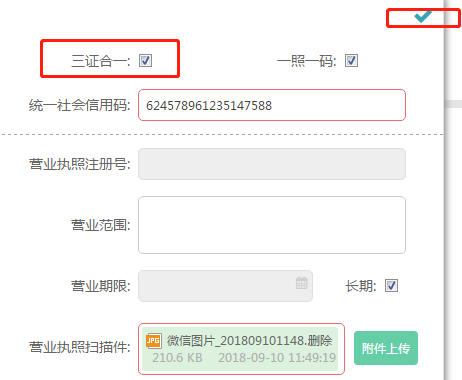 三证合一: 一照一码:
统一社会信用码: 624578961235147588
营业执照注册号:
营业范围:
营业期限: 长期:
营业执照扫描件: JPG 微信图片_201809101148.删除 附件上传
210.6 KB 2018-09-10 11:49:19